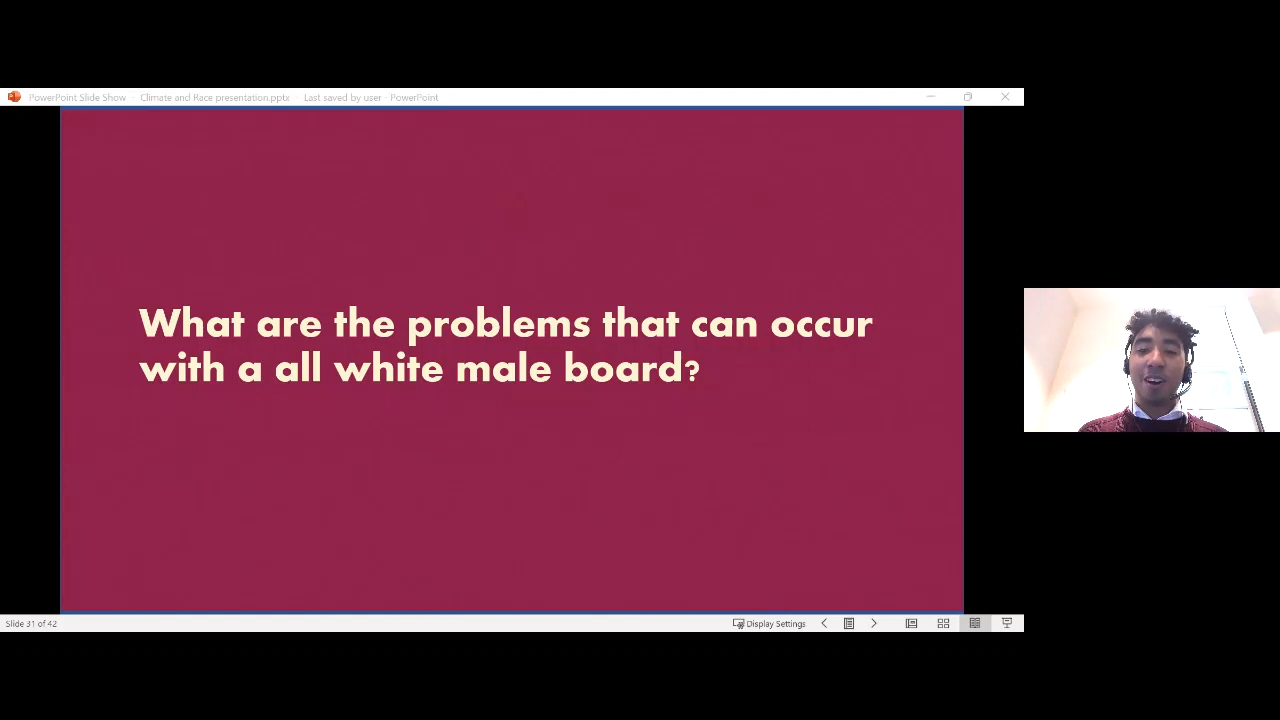 PowerPoint Slide Show - Climate and Race presentation.pptx - Last saved by user - PowerPoint
What are the problems that can occur
with a all white male board?
Slide 31 of 42
Display Settings